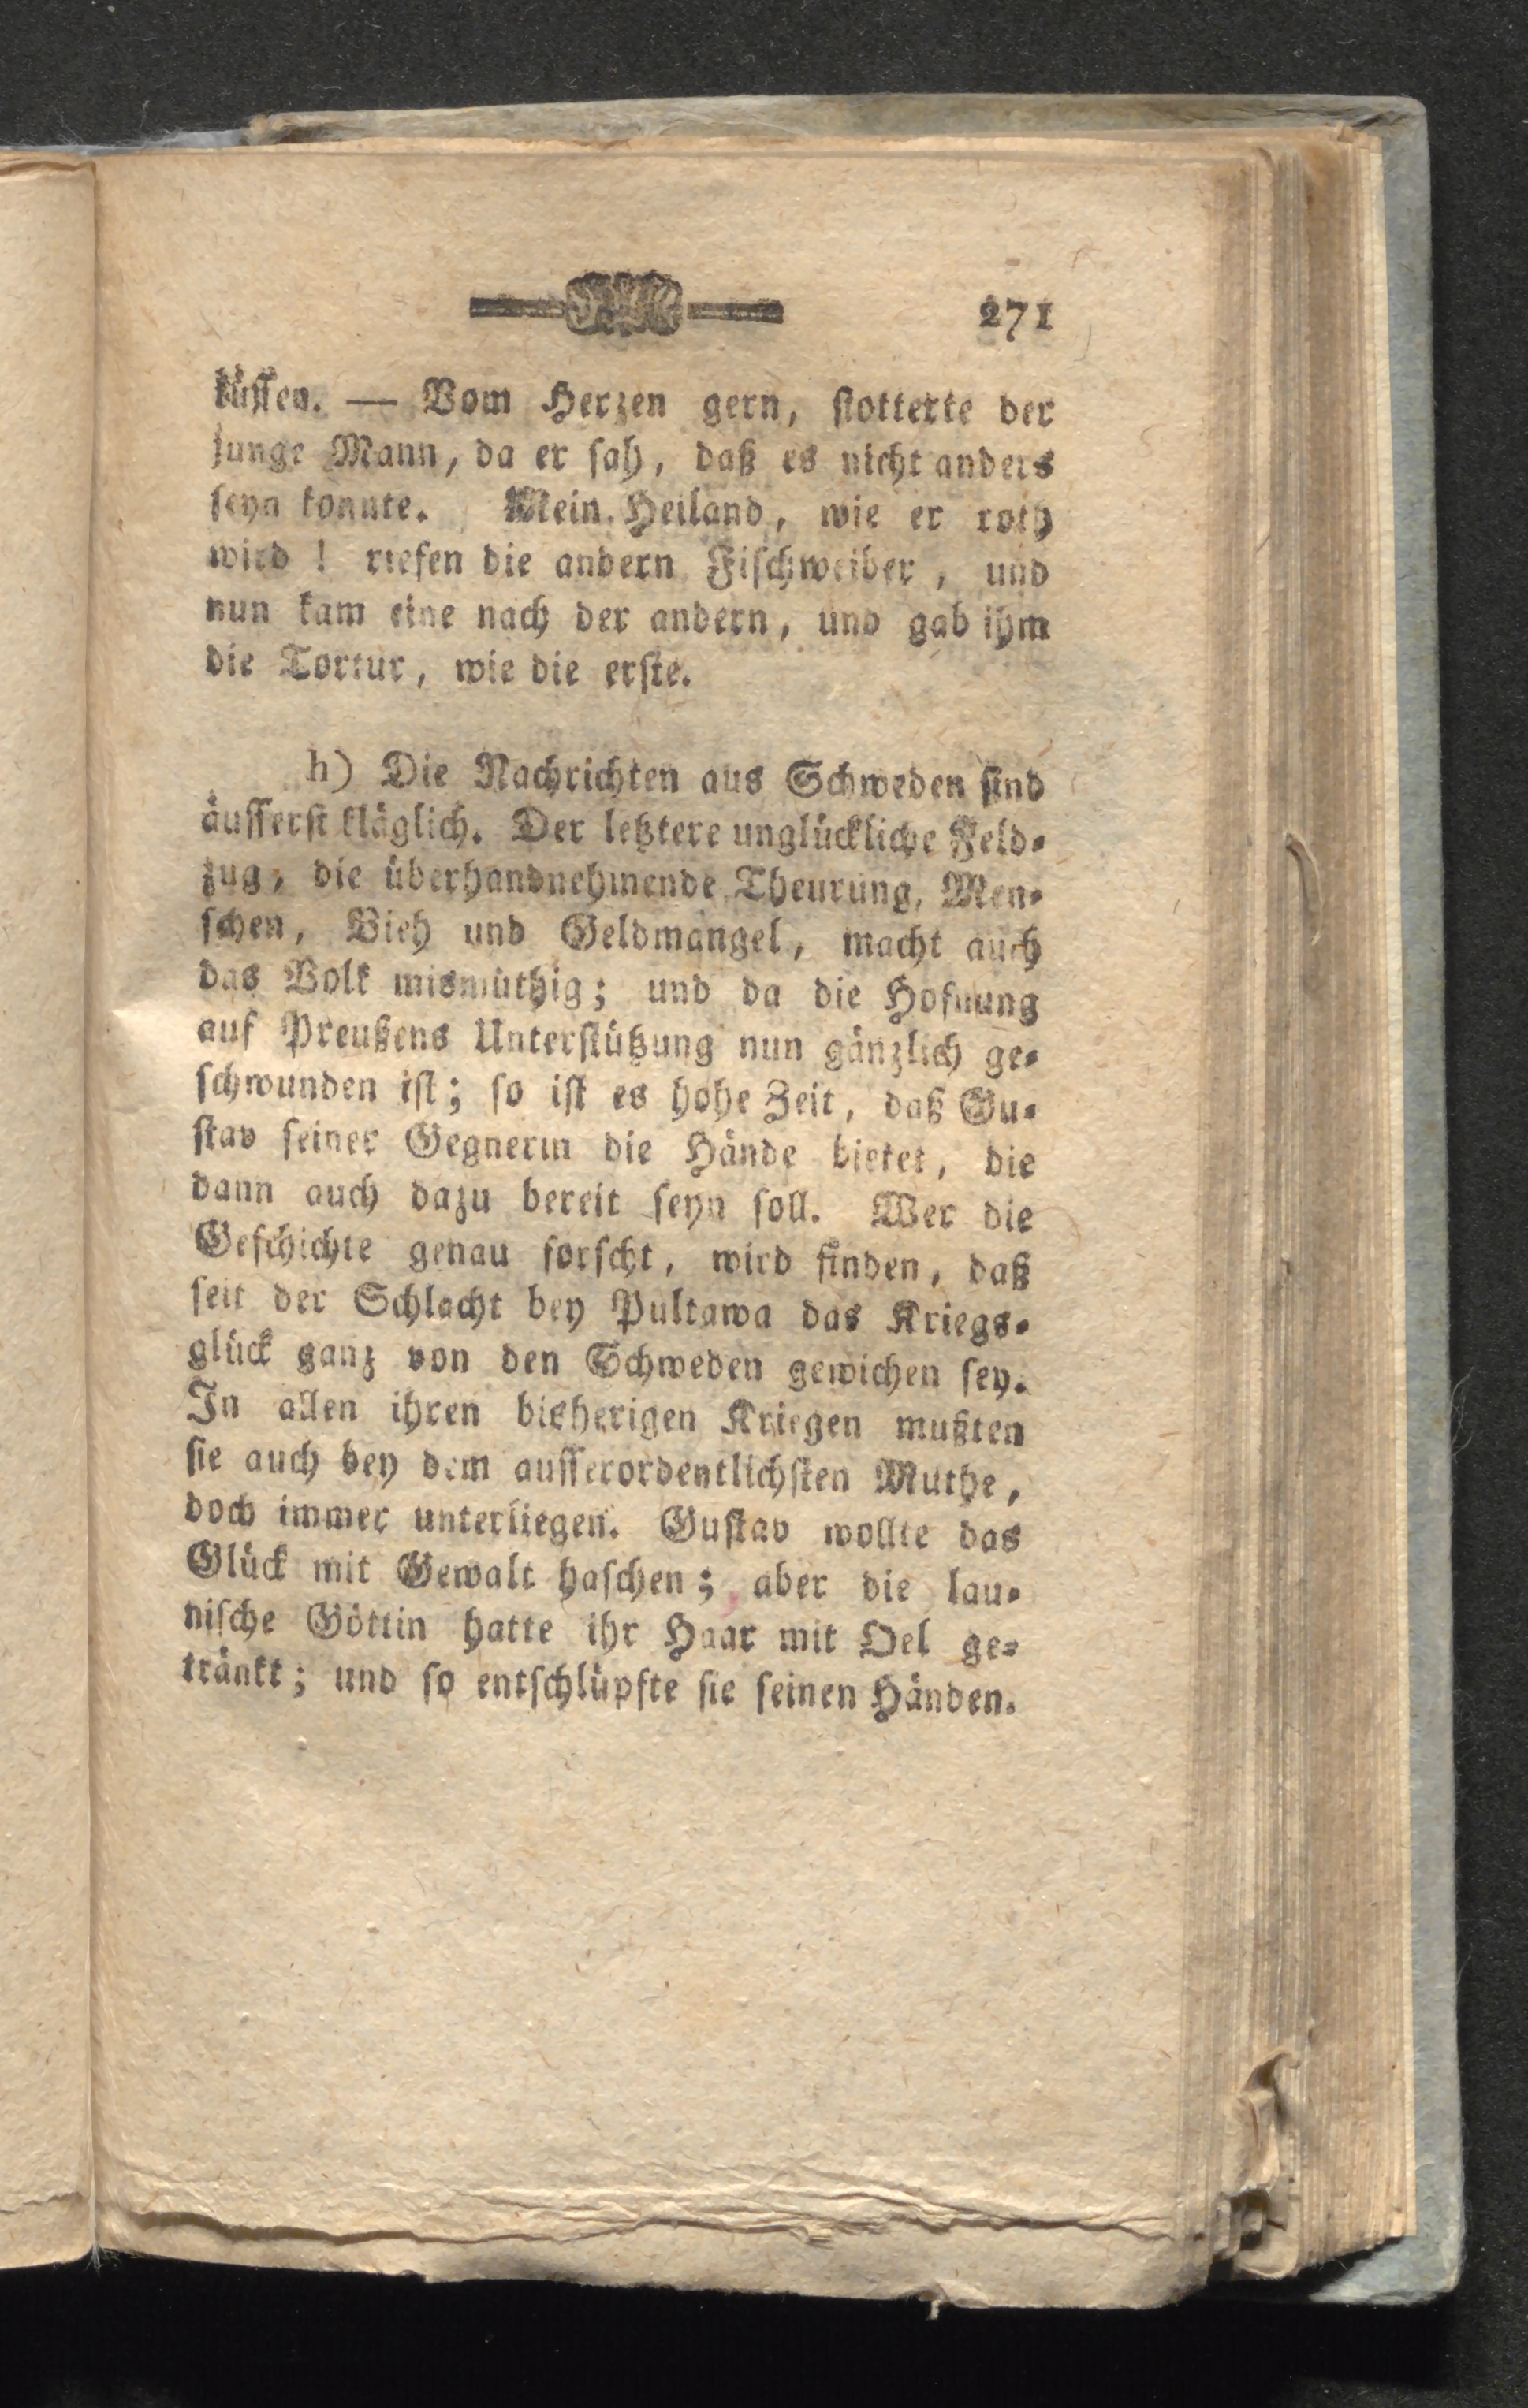 271
küſſen. — Vom Herzen gern, ſtotterte der
junge Mann, da er ſah, daß es nicht anders
ſeyn konnte. Mein Heiland, wie er roth
wird ! riefen die andern Fiſchweiber, und
nun kam eine nach der andern, und gab ihm
die Tortur, wie die erſte.
h) Die Nachrichten aus Schweden ſind
äuſſerſt kläglich. Der letztere unglückliche Feld-
zug, die überhandnehmende Theurung, Men-
ſchen, Vieh und Geldmangel, macht auch
das Volk mismüthig; und da die Hofnung
auf Preußens Unterſtützung nun gänzlich ge-
ſchwunden iſt; ſo iſt es hohe Zeit, daß Gu-
ſtav ſeiner Gegnerin die Hände bietet, die
dann auch dazu bereit ſeyn ſoll. Wer die
Geſchichte genau forſcht, wird finden, daß
ſeit der Schlacht bey Pultawa das Kriegs-
glück ganz von den Schweden gewichen ſey.
In allen ihren bisherigen Kriegen mußten
ſie auch bey dem auſſerordentlichſten Muthe,
doch immer unterliegen. Guſtav wollte das
Glück mit Gewalt haſchen; aber die lau-
niſche Göttin hatte ihr Haar mit Oel ge-
tränkt; und ſo entſchlüpfte ſie ſeinen Händen.